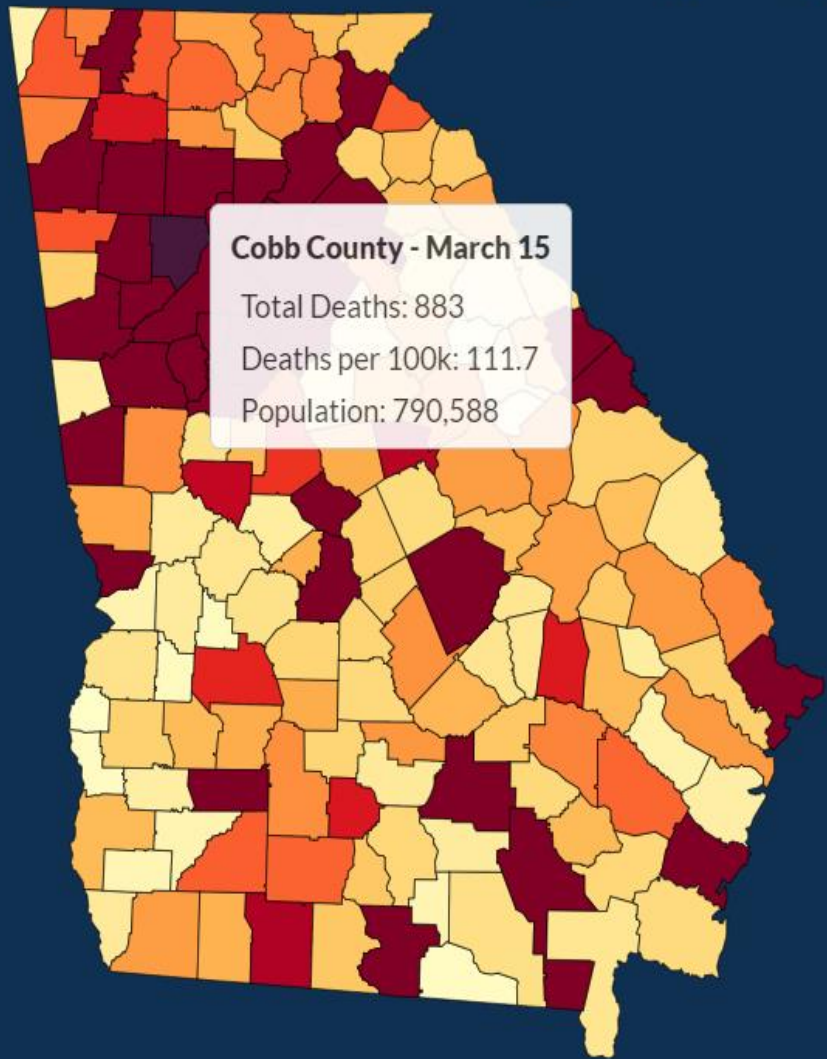 Cobb County - March 15
Total Deaths: 883
Deaths per 100k: 111.7
Population: 790,588